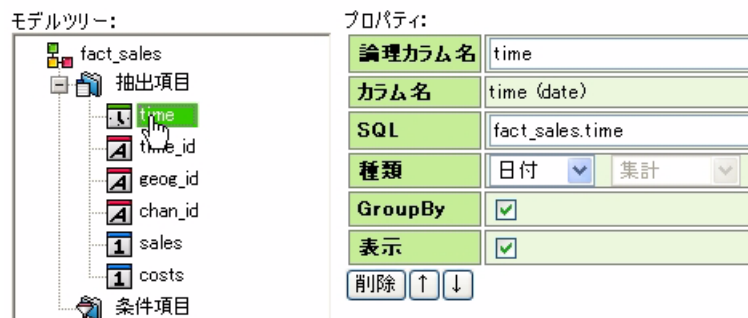 モデルツリー:
fact_sales
抽出項目
time
time_id
geog_id
chan_id
sales
costs
条件項目
プロパティ:
論理カラム名 time
カラム名 time (date)
SQL fact_sales.time
種類 日付 集計
GroupBy
表示
削除 ↑ ↓